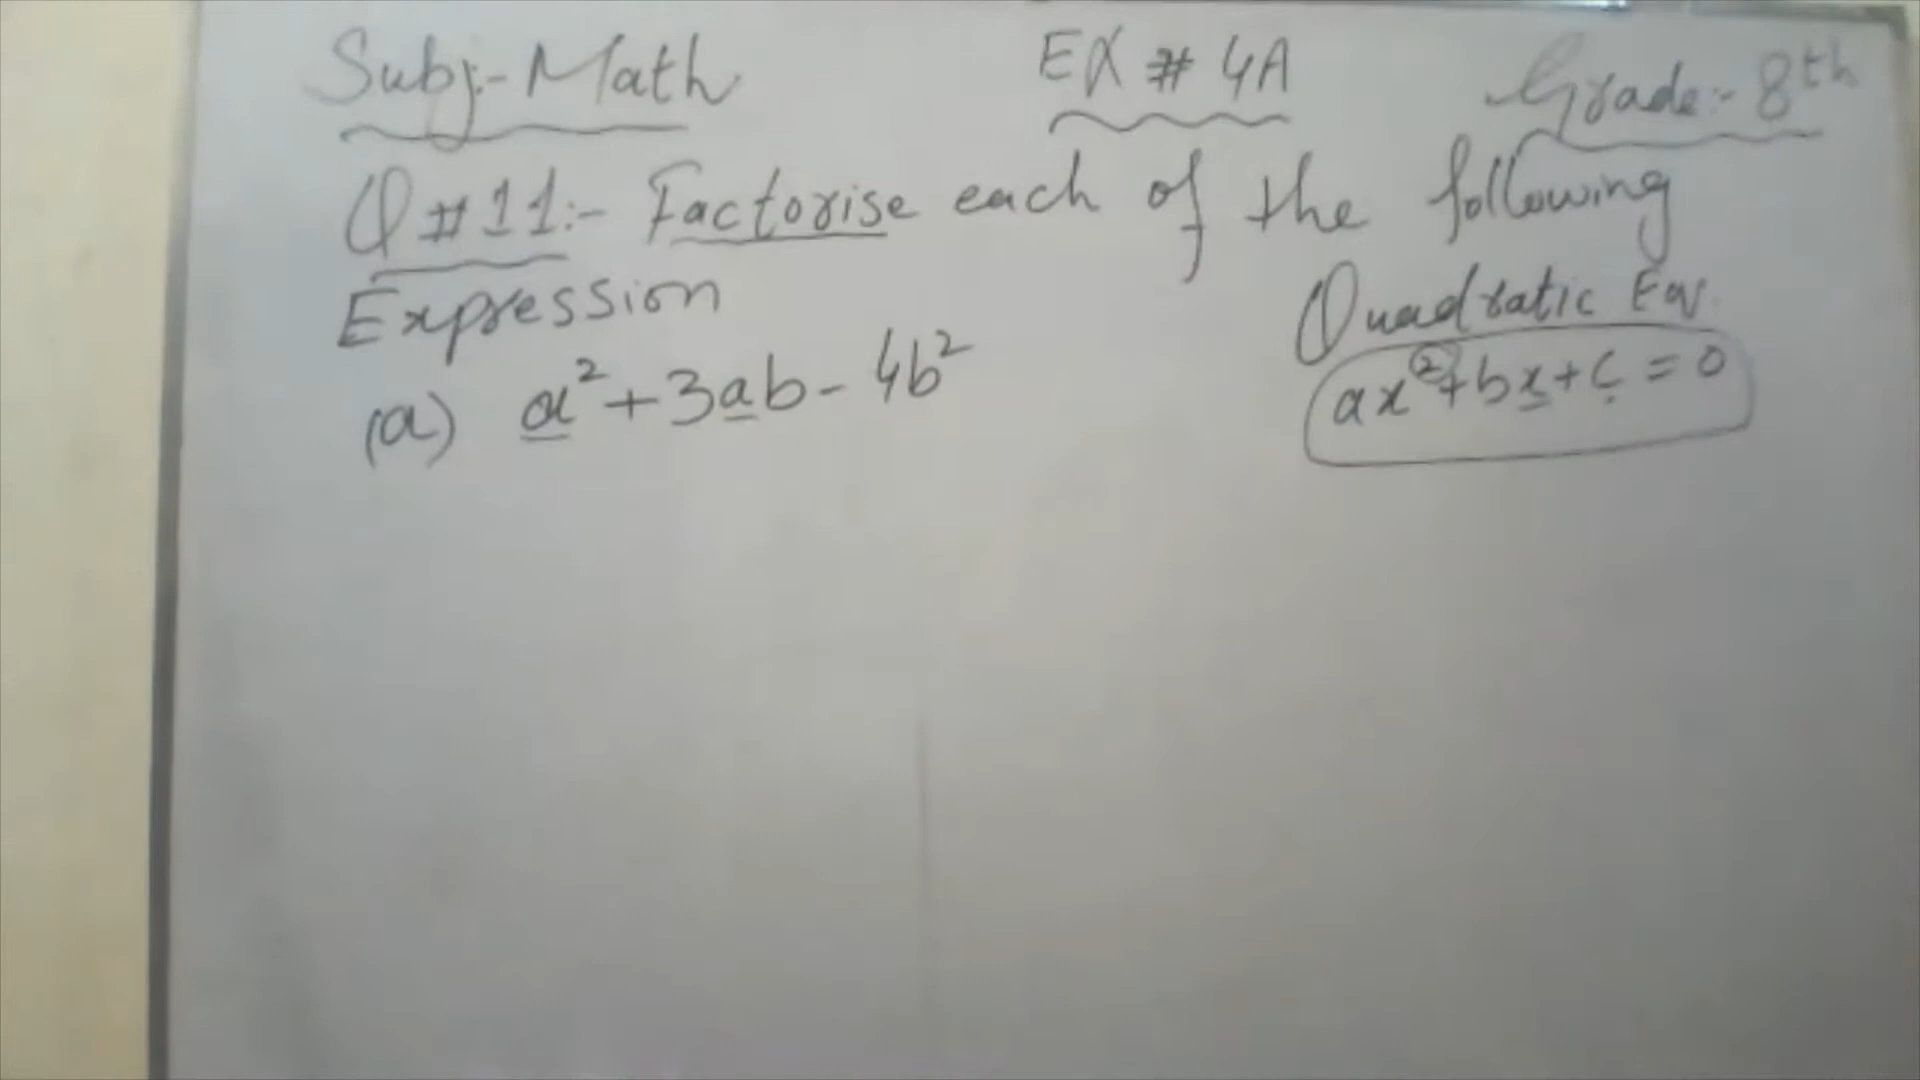 Subj:- Math EX # 4A Grade:- 8th
Q # 11:- Factorise each of the following
Expression
Quadratic Eq.
(a) a² + 3ab - 4b²
ax² + bx + c = 0